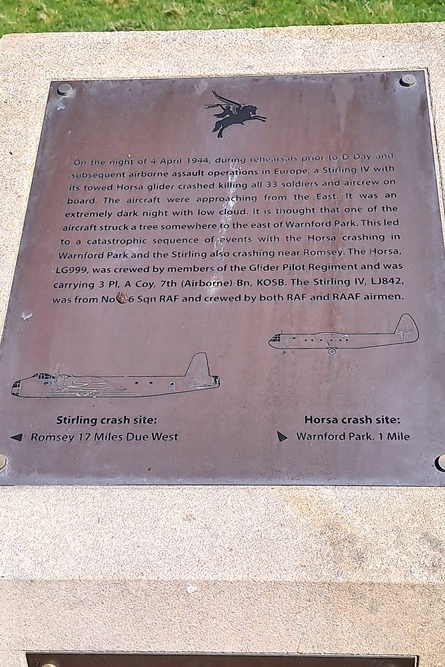 On the night of 4 April 1944, during rehearsals prior to D Day and
subsequent airborne assault operations in Europe, a Stirling IV with
its towed Horsa glider crashed killing all 33 soldiers and aircrew on
board. The aircraft were approaching from the East. It was an
extremely dark night with low cloud. It is thought that one of the
aircraft struck a tree somewhere to the east of Warnford Park. This led
to a catastrophic sequence of events with the Horsa crashing in
Warnford Park and the Stirling also crashing near Romsey. The Horsa,
LG999, was crewed by members of the Glider Pilot Regiment and was
carrying 3 Pl, A Coy, 7th (Airborne) Bn, KOSB. The Stirling IV, LJ842,
was from No 6 Sqn RAF and crewed by both RAF and RAAF airmen.
Stirling crash site:
Romsey 17 Miles Due West
Horsa crash site:
Warnford Park. 1 Mile